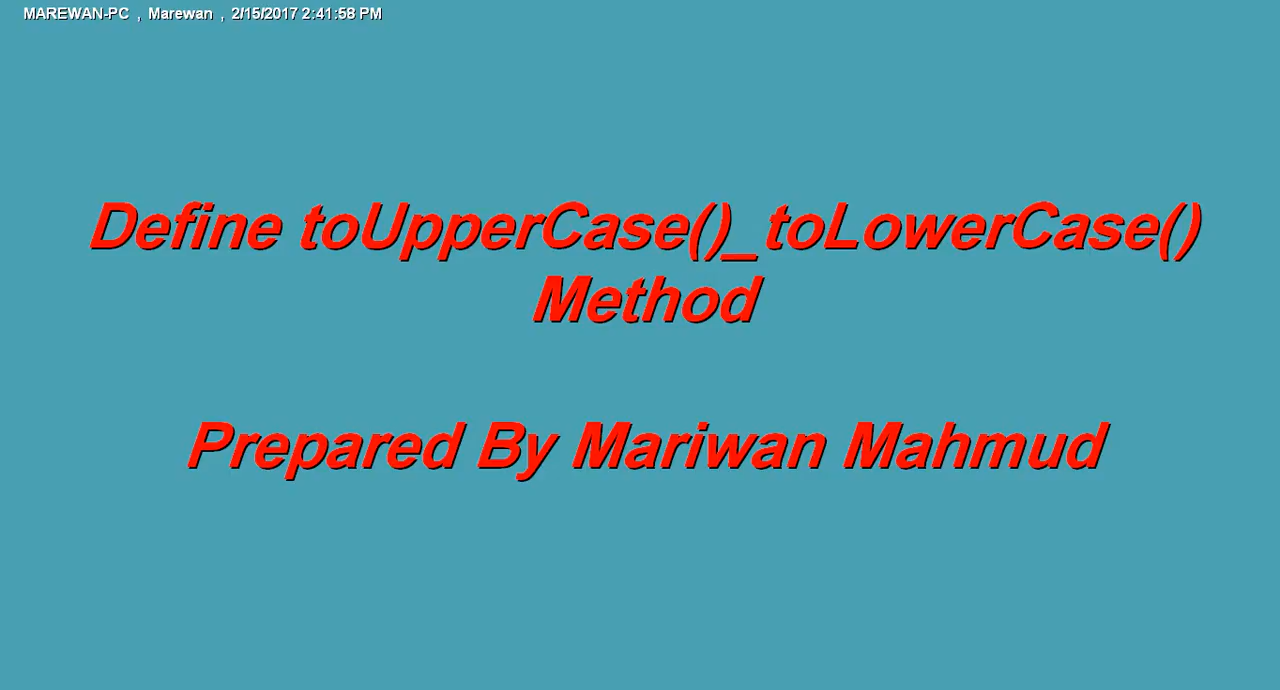 MAREWAN-PC , Marewan , 2/15/2017 2:41:58 PM
Define toUpperCase()_toLowerCase()
Method
Prepared By Mariwan Mahmud